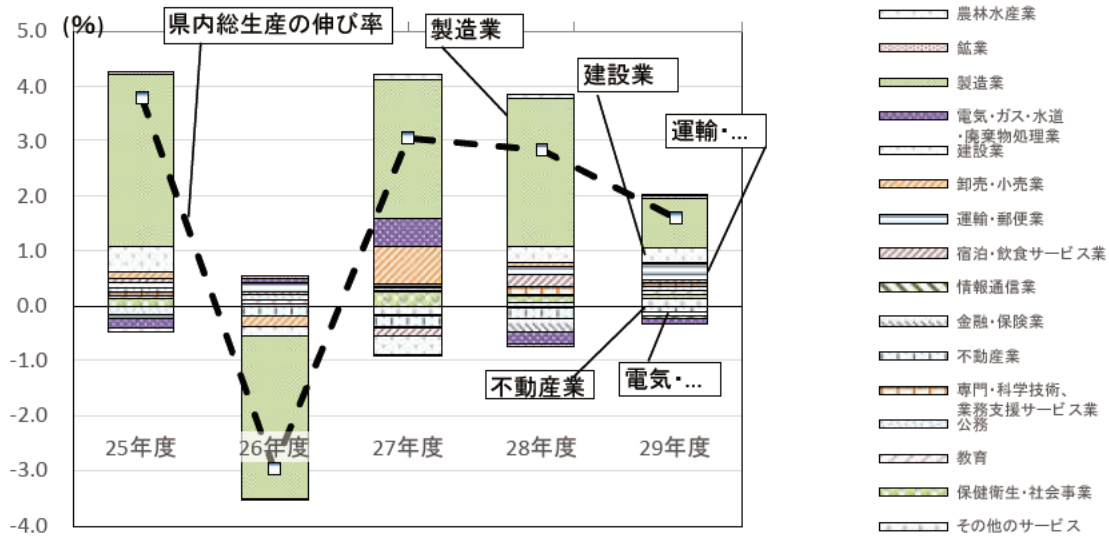 (%)
県内総生産の伸び率
製造業
建設業
運輸・...
不動産業
電気・...
5.0
4.0
3.0
2.0
1.0
0.0
-1.0
-2.0
-3.0
-4.0
25年度
26年度
27年度
28年度
29年度
農林水産業
鉱業
製造業
電気・ガス・水道
・廃棄物処理業
建設業
卸売・小売業
運輸・郵便業
宿泊・飲食サービス業
情報通信業
金融・保険業
不動産業
専門・科学技術、
業務支援サービス業
公務
教育
保健衛生・社会事業
その他のサービス